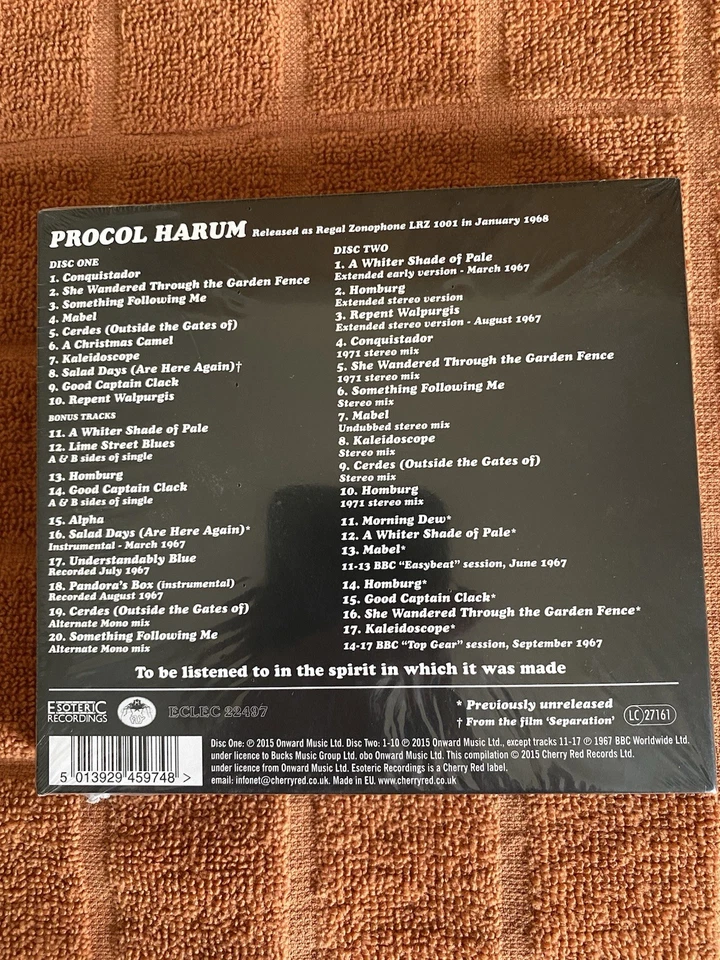 PROCOL HARUM Released as Regal Zonophone LRZ 1001 in January 1968
DISC ONE
1. Conquistador
2. She Wandered Through the Garden Fence
3. Something Following Me
4. Mabel
5. Cerdes (Outside the Gates of)
6. A Christmas Camel
7. Kaleidoscope
8. Salad Days (Are Here Again)†
9. Good Captain Clack
10. Repent Walpurgis
BONUS TRACKS
11. A Whiter Shade of Pale
12. Lime Street Blues
A & B sides of single
13. Homburg
14. Good Captain Clack
A & B sides of single
15. Alpha
16. Salad Days (Are Here Again)*
Instrumental - March 1967
17. Understandably Blue
Recorded July 1967
18. Pandora's Box (instrumental)
Recorded August 1967
19. Cerdes (Outside the Gates of)
Alternate Mono mix
20. Something Following Me
Alternate Mono mix
DISC TWO
1. A Whiter Shade of Pale
Extended early version - March 1967
2. Homburg
Extended stereo version
3. Repent Walpurgis
Extended stereo version - August 1967
4. Conquistador
1971 stereo mix
5. She Wandered Through the Garden Fence
1971 stereo mix
6. Something Following Me
Stereo mix
7. Mabel
Undubbed stereo mix
8. Kaleidoscope
Stereo mix
9. Cerdes (Outside the Gates of)
Stereo mix
10. Homburg
1971 stereo mix
11. Morning Dew*
12. A Whiter Shade of Pale*
13. Mabel*
11-13 BBC "Easybeat" session, June 1967
14. Homburg*
15. Good Captain Clack*
16. She Wandered Through the Garden Fence*
17. Kaleidoscope*
14-17 BBC "Top Gear" session, September 1967
To be listened to in the spirit in which it was made
ESOTERIC
RECORDINGS
ECLEC 22497
* Previously unreleased
† From the film 'Separation'
LC 27161
Disc One: ℗ 2015 Onward Music Ltd. Disc Two: 1-10 ℗ 2015 Onward Music Ltd., except tracks 11-17 ℗ 1967 BBC Worldwide Ltd.
under licence to Bucks Music Group Ltd. obo Onward Music Ltd. This compilation © 2015 Cherry Red Records Ltd.
under licence from Onward Music Ltd. Esoteric Recordings is a Cherry Red label.
email: infonet@cherryred.co.uk. Made in EU. www.cherryred.co.uk
5 013929 459748 >